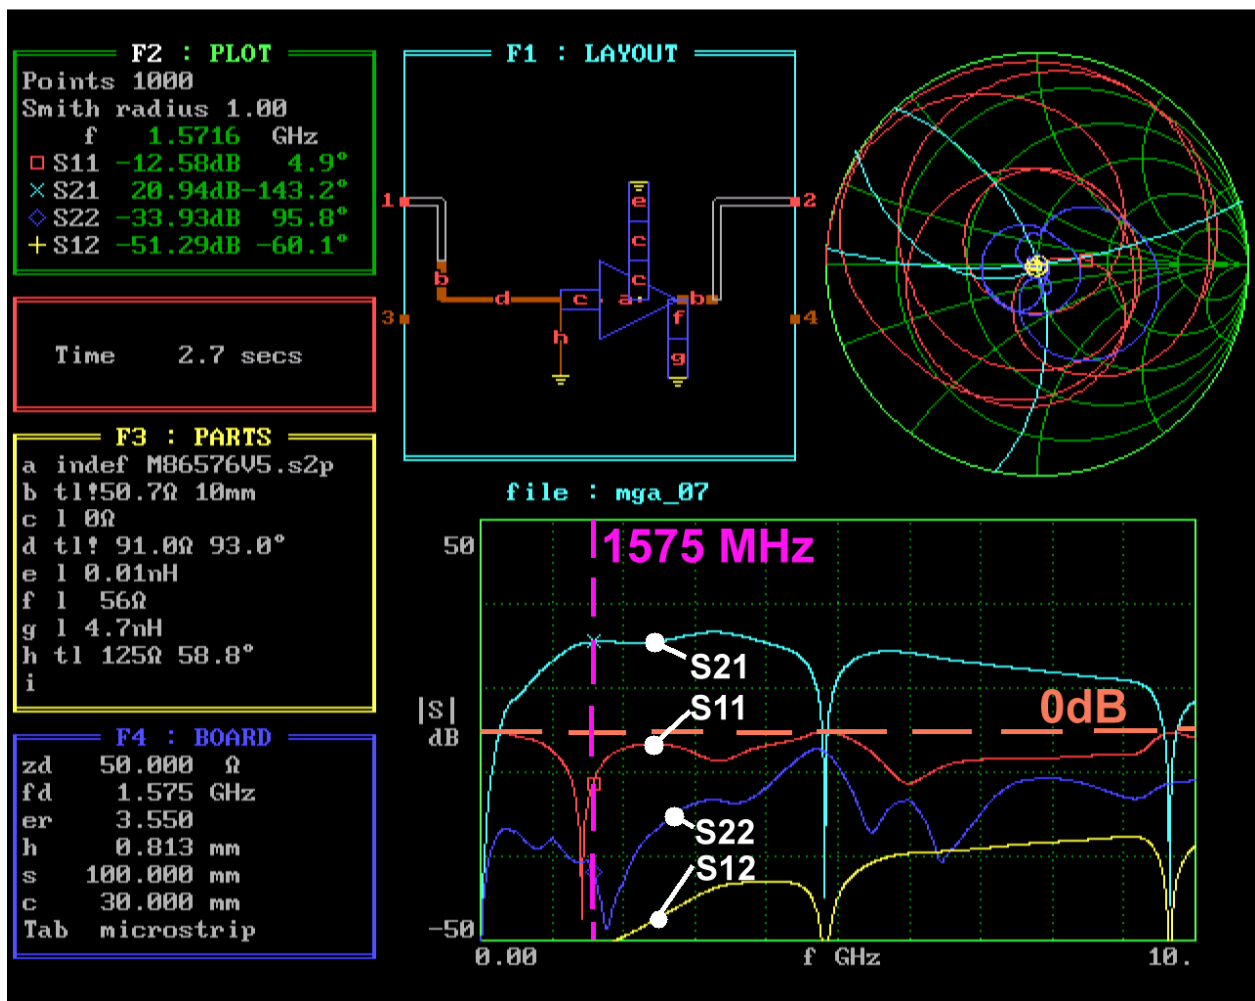 F2 : PLOT
Points 1000
Smith radius 1.00
f 1.5716 GHz
S11 -12.58dB 4.9°
S21 20.94dB-143.2°
S22 -33.93dB 95.8°
S12 -51.29dB -60.1°
Time 2.7 secs
F3 : PARTS
a indef M86576V5.s2p
b tl!50.7Ω 10mm
c l 0Ω
d tl! 91.0Ω 93.0°
e l 0.01nH
f l 56Ω
g l 4.7nH
h tl 125Ω 58.8°
i
F4 : BOARD
zd 50.000 Ω
fd 1.575 GHz
er 3.550
h 0.813 mm
s 100.000 mm
c 30.000 mm
Tab microstrip
F1 : LAYOUT
1
2
3
4
b
d
h
c
a
e
c
c
f
b
g
file : mga_07
50
|S|
dB
-50
0.00
f GHz
10.
1575 MHz
S21
S11
0dB
S22
S12